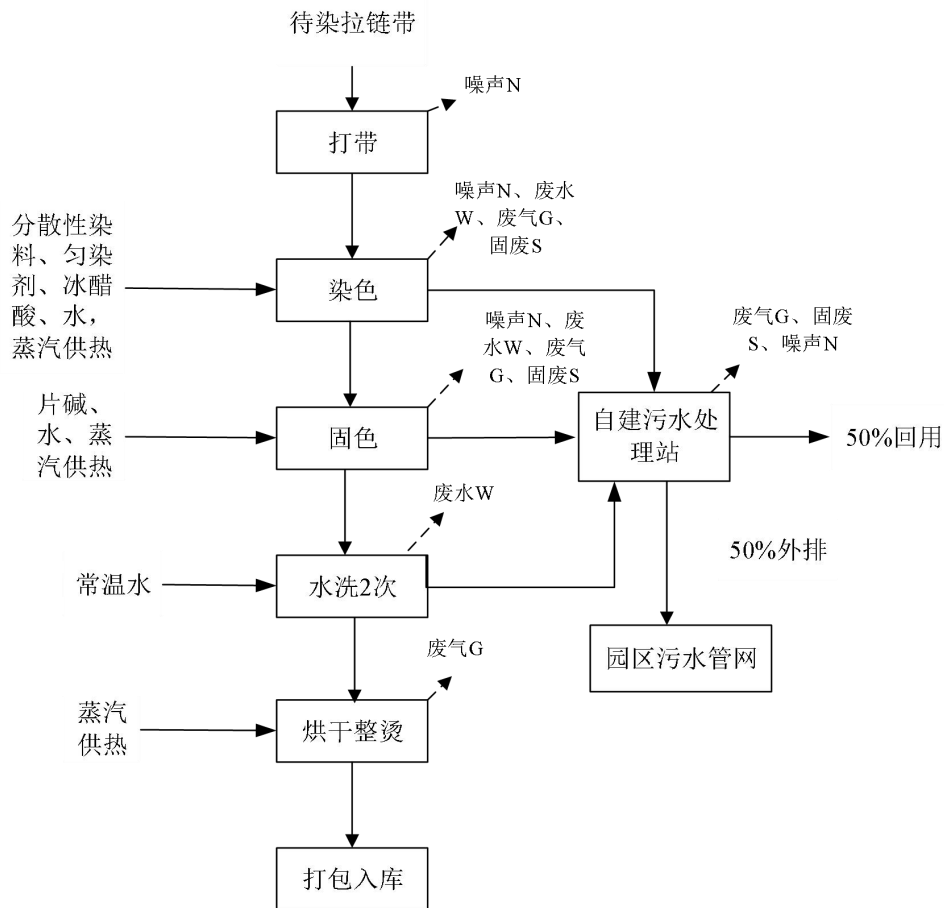 待染拉链带
噪声N
打带
噪声N、废水
W、废气G、
固废S
分散性染
料、匀染
剂、冰醋
酸、水，
蒸汽供热
染色
噪声N、废
水W、废气
G、固废S
废气G、固废
S、噪声N
片碱、
水、蒸
汽供热
固色
自建污水处
理站
50%回用
废水W
50%外排
常温水
水洗2次
园区污水管网
废气G
蒸汽
供热
烘干整烫
打包入库